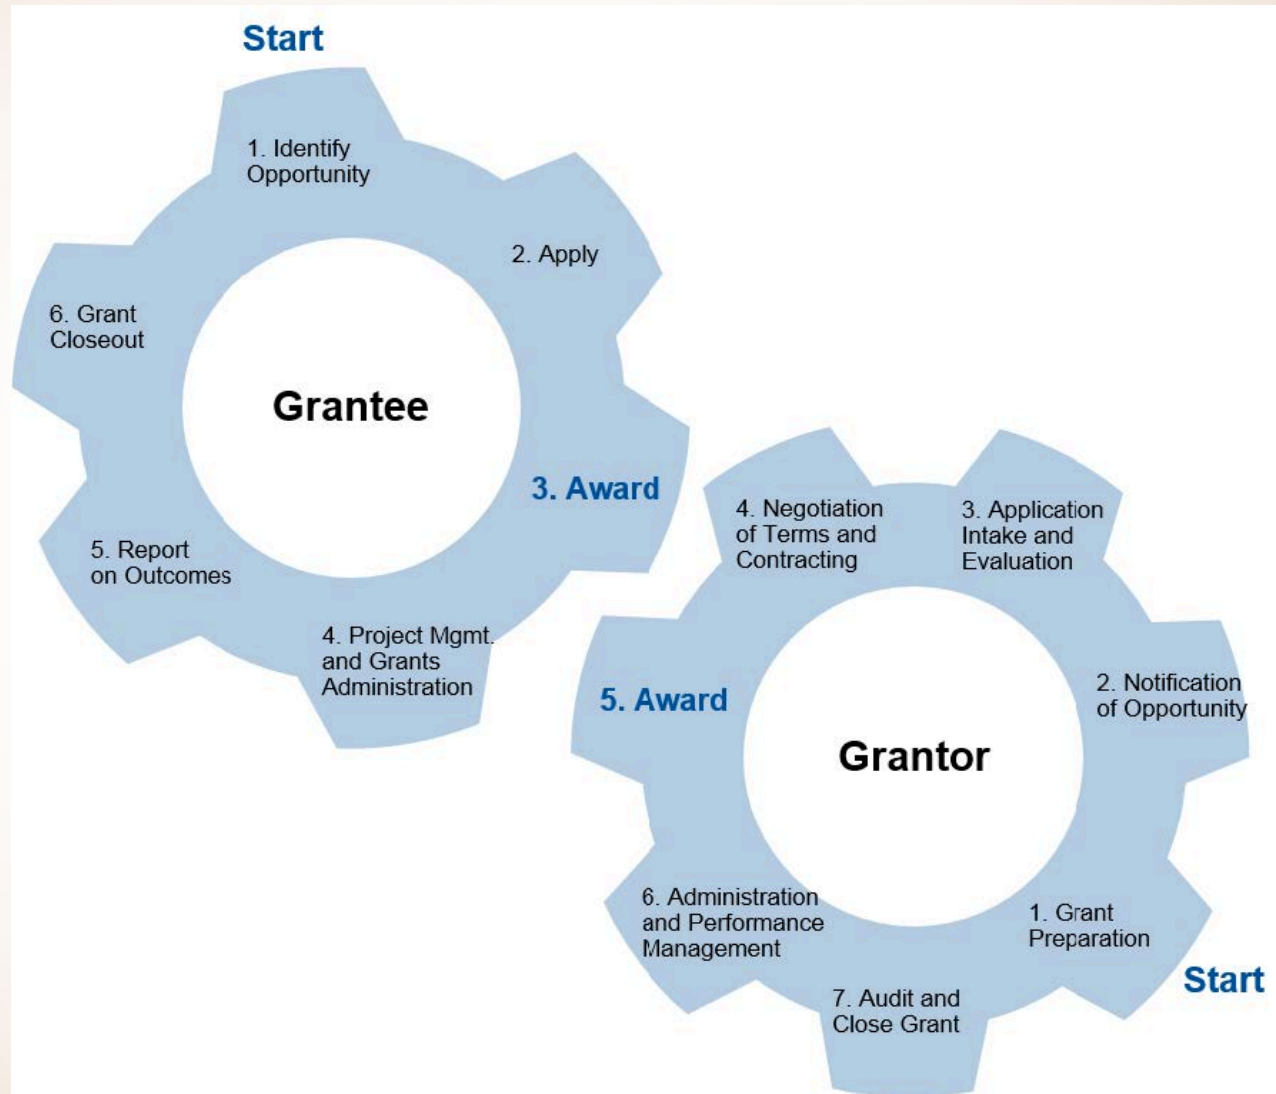 Start
1. Identify
Opportunity
2. Apply
3. Award
4. Project Mgmt.
and Grants
Administration
5. Report
on Outcomes
6. Grant
Closeout
Grantee
Start
1. Grant
Preparation
2. Notification
of Opportunity
3. Application
Intake and
Evaluation
4. Negotiation
of Terms and
Contracting
5. Award
6. Administration
and Performance
Management
7. Audit and
Close Grant
Grantor